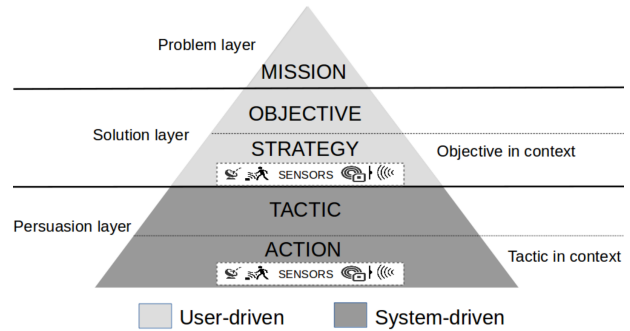 Problem layer
MISSION
OBJECTIVE
Solution layer
STRATEGY
Objective in context
SENSORS
TACTIC
Persuasion layer
ACTION
Tactic in context
SENSORS
User-driven
System-driven